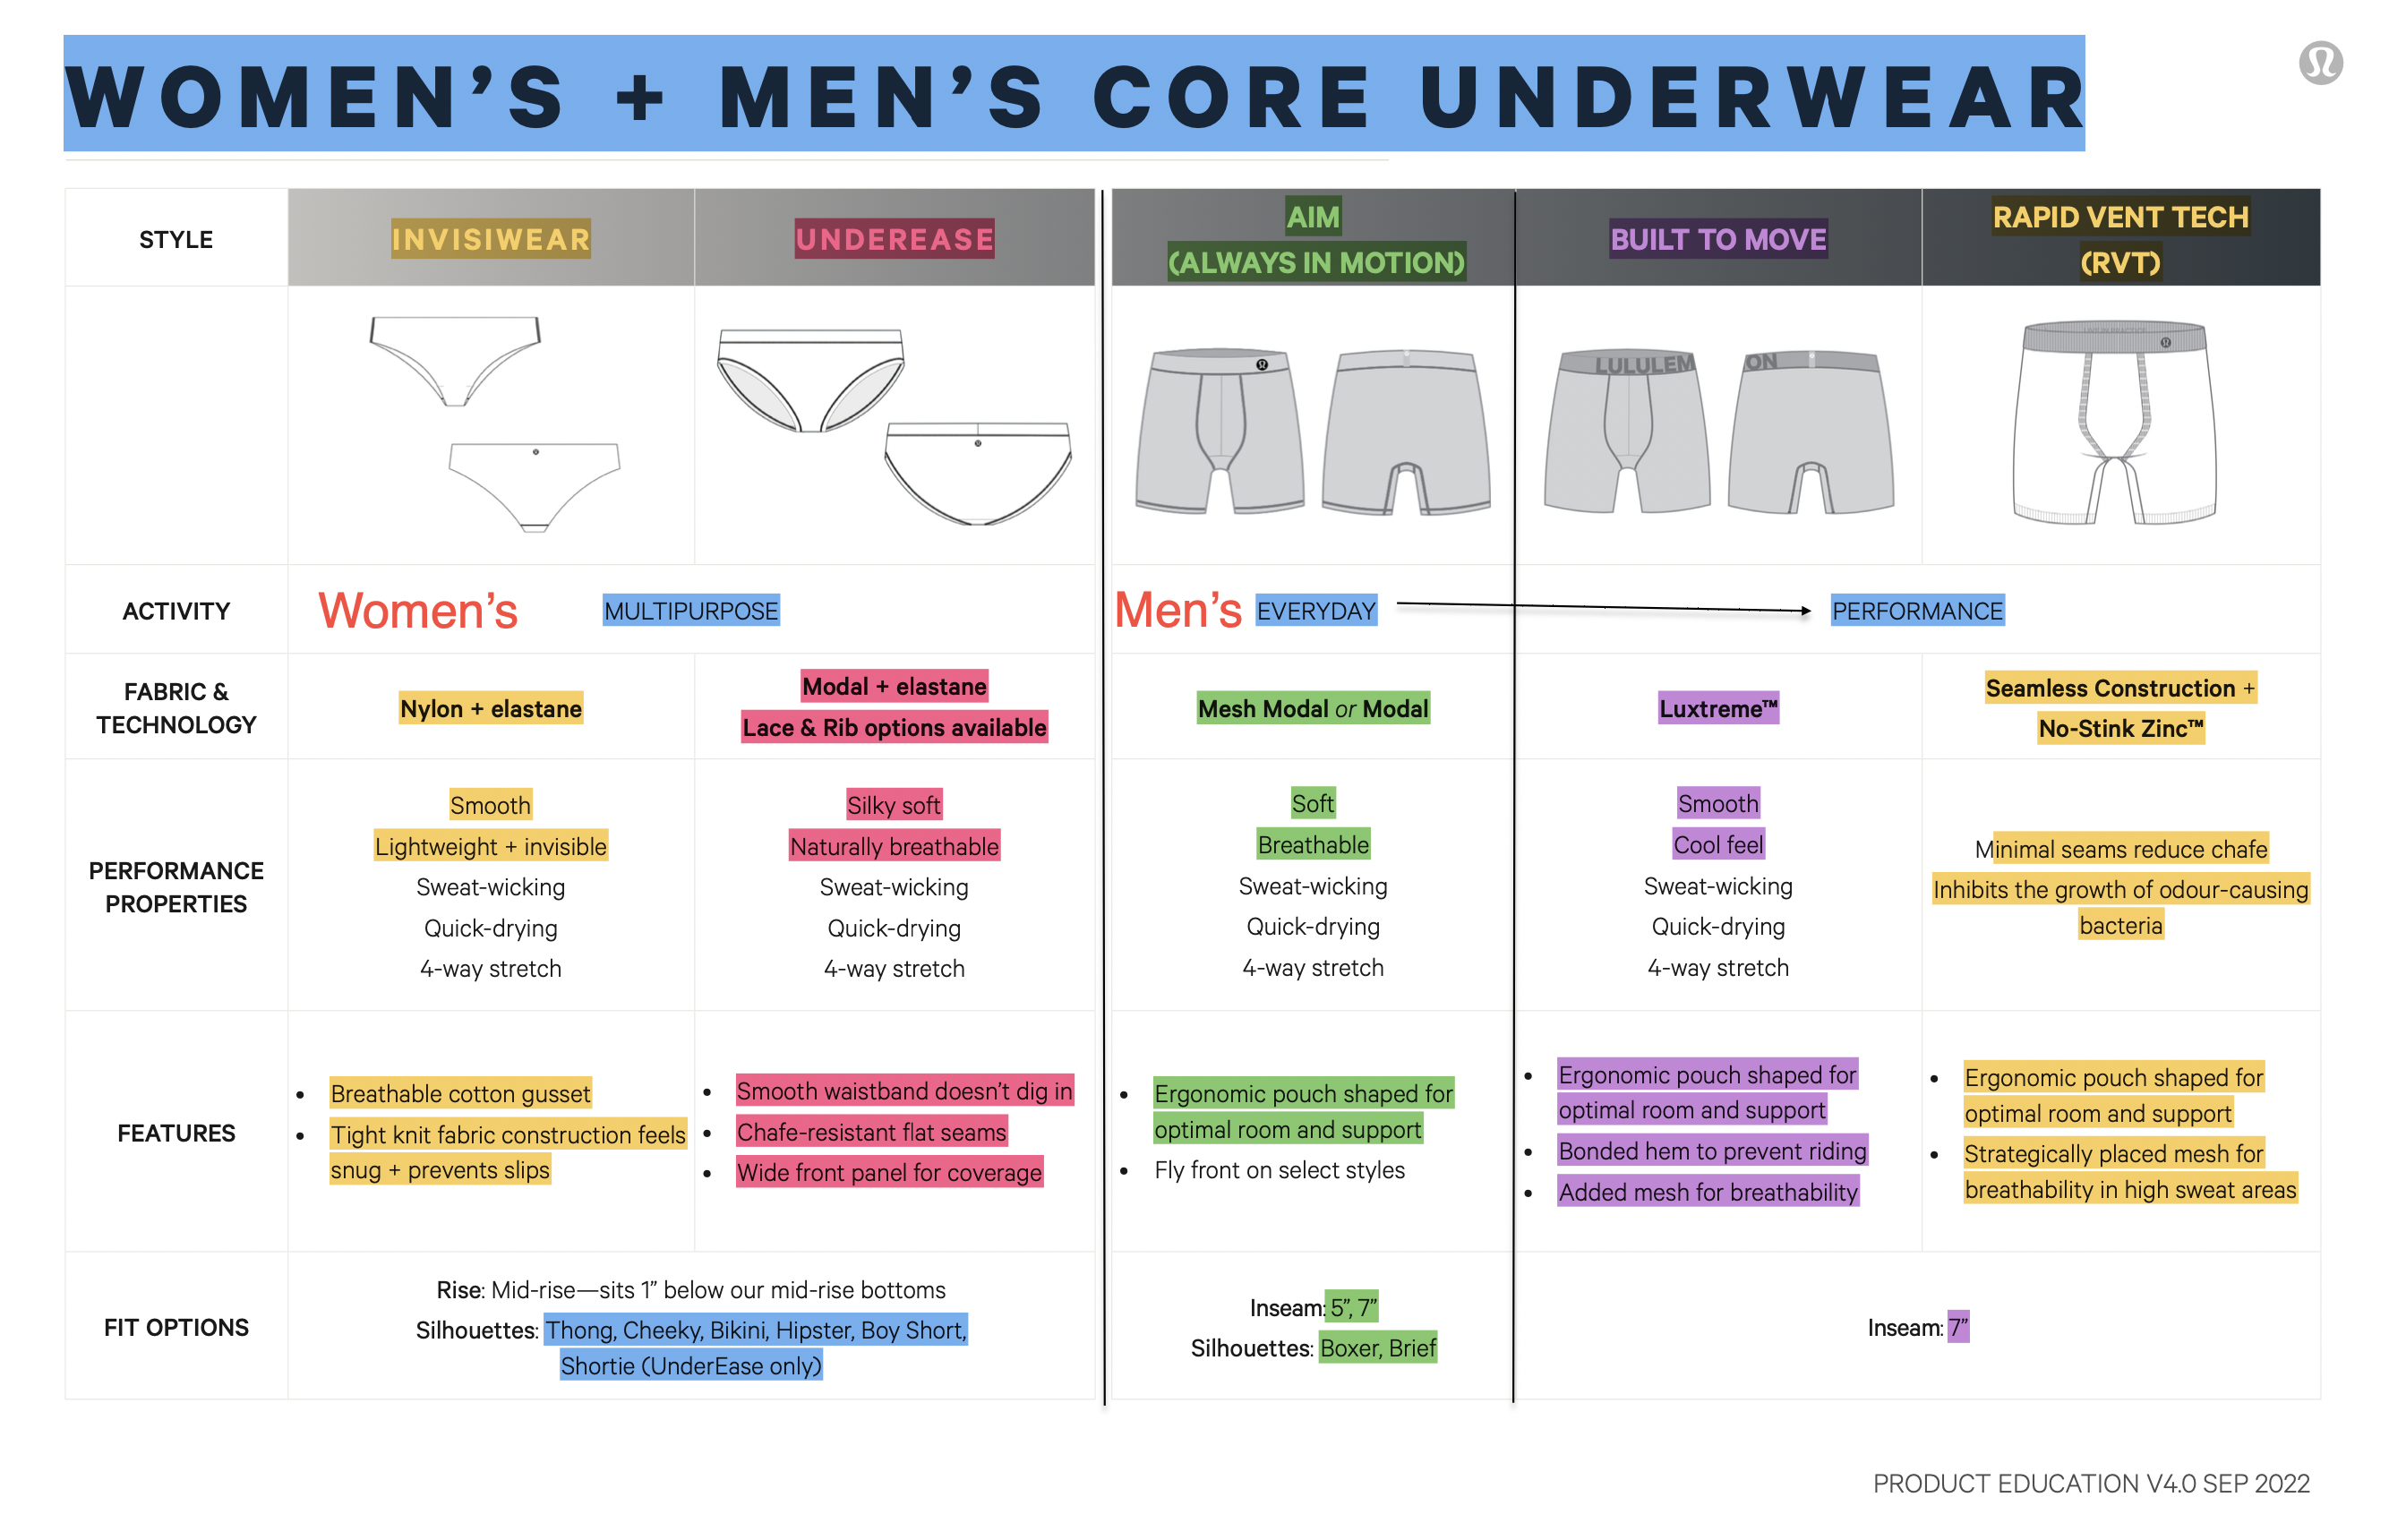 WOMEN’S + MEN’S CORE UNDERWEAR
STYLE
INVISIWEAR
UNDEREASE
AIM
(ALWAYS IN MOTION)
BUILT TO MOVE
RAPID VENT TECH
(RVT)
LULULEM
ON
ACTIVITY
Women’s
MULTIPURPOSE
Men’s
EVERYDAY
PERFORMANCE
FABRIC &
TECHNOLOGY
Nylon + elastane
Modal + elastane
Lace & Rib options available
Mesh Modal or Modal
Luxtreme™
Seamless Construction +
No-Stink Zinc™
PERFORMANCE
PROPERTIES
Smooth
Lightweight + invisible
Sweat-wicking
Quick-drying
4-way stretch
Silky soft
Naturally breathable
Sweat-wicking
Quick-drying
4-way stretch
Soft
Breathable
Sweat-wicking
Quick-drying
4-way stretch
Smooth
Cool feel
Sweat-wicking
Quick-drying
4-way stretch
Minimal seams reduce chafe
Inhibits the growth of odour-causing
bacteria
FEATURES
• Breathable cotton gusset
• Tight knit fabric construction feels
snug + prevents slips
• Smooth waistband doesn’t dig in
• Chafe-resistant flat seams
• Wide front panel for coverage
• Ergonomic pouch shaped for
optimal room and support
• Fly front on select styles
• Ergonomic pouch shaped for
optimal room and support
• Bonded hem to prevent riding
• Added mesh for breathability
• Ergonomic pouch shaped for
optimal room and support
• Strategically placed mesh for
breathability in high sweat areas
FIT OPTIONS
Rise: Mid-rise—sits 1” below our mid-rise bottoms
Silhouettes: Thong, Cheeky, Bikini, Hipster, Boy Short,
Shortie (UnderEase only)
Inseam: 5”, 7”
Silhouettes: Boxer, Brief
Inseam: 7”
PRODUCT EDUCATION V4.0 SEP 2022